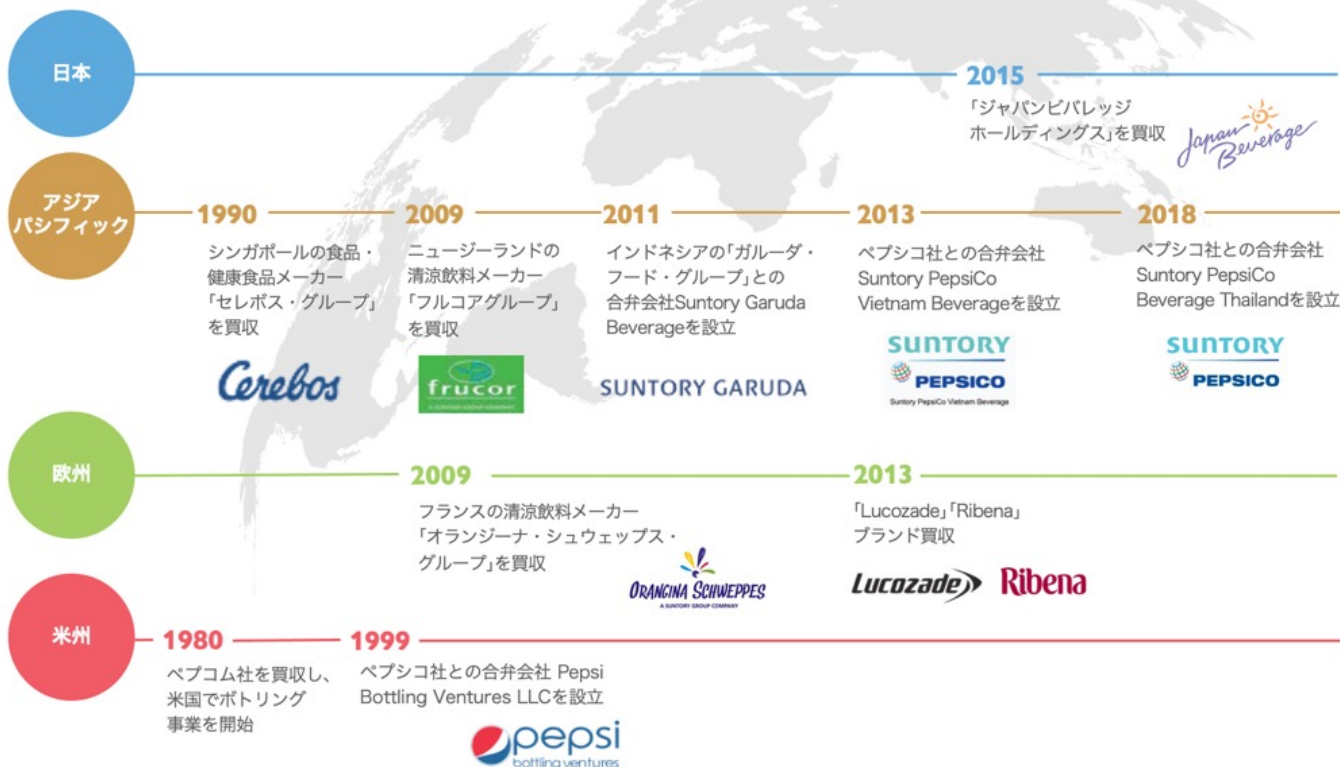 日本
2015
「ジャパンビバレッジ
ホールディングス」を買収
Japan
Beverage
アジア
パシフィック
1990
シンガポールの食品・
健康食品メーカー
「セレボス・グループ」
を買収
Cerebos
2009
ニュージーランドの
清涼飲料メーカー
「フルコアグループ」
を買収
frucor
A SUNTORY GROUP COMPANY
2011
インドネシアの「ガルーダ・
フード・グループ」との
合弁会社Suntory Garuda
Beverageを設立
SUNTORY GARUDA
2013
ペプシコ社との合弁会社
Suntory PepsiCo
Vietnam Beverageを設立
SUNTORY
PEPSICO
Suntory PepsiCo Vietnam Beverage
2018
ペプシコ社との合弁会社
Suntory PepsiCo
Beverage Thailandを設立
SUNTORY
PEPSICO
欧州
2009
フランスの清涼飲料メーカー
「オランジーナ・シュウェップス・
グループ」を買収
ORANGINA SCHWEPPES
A SUNTORY GROUP COMPANY
2013
「Lucozade」「Ribena」
ブランド買収
Lucozade
Ribena
米州
1980
ペプコム社を買収し、
米国でボトリング
事業を開始
1999
ペプシコ社との合弁会社 Pepsi
Bottling Ventures LLCを設立
pepsi
bottling ventures